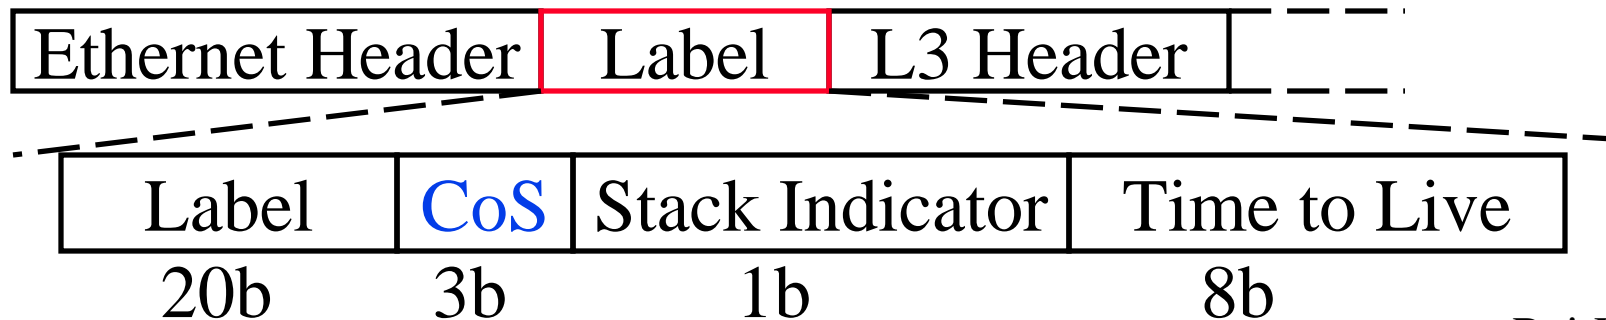 Ethernet Header Label L3 Header
Label CoS Stack Indicator Time to Live
20b 3b 1b 8b